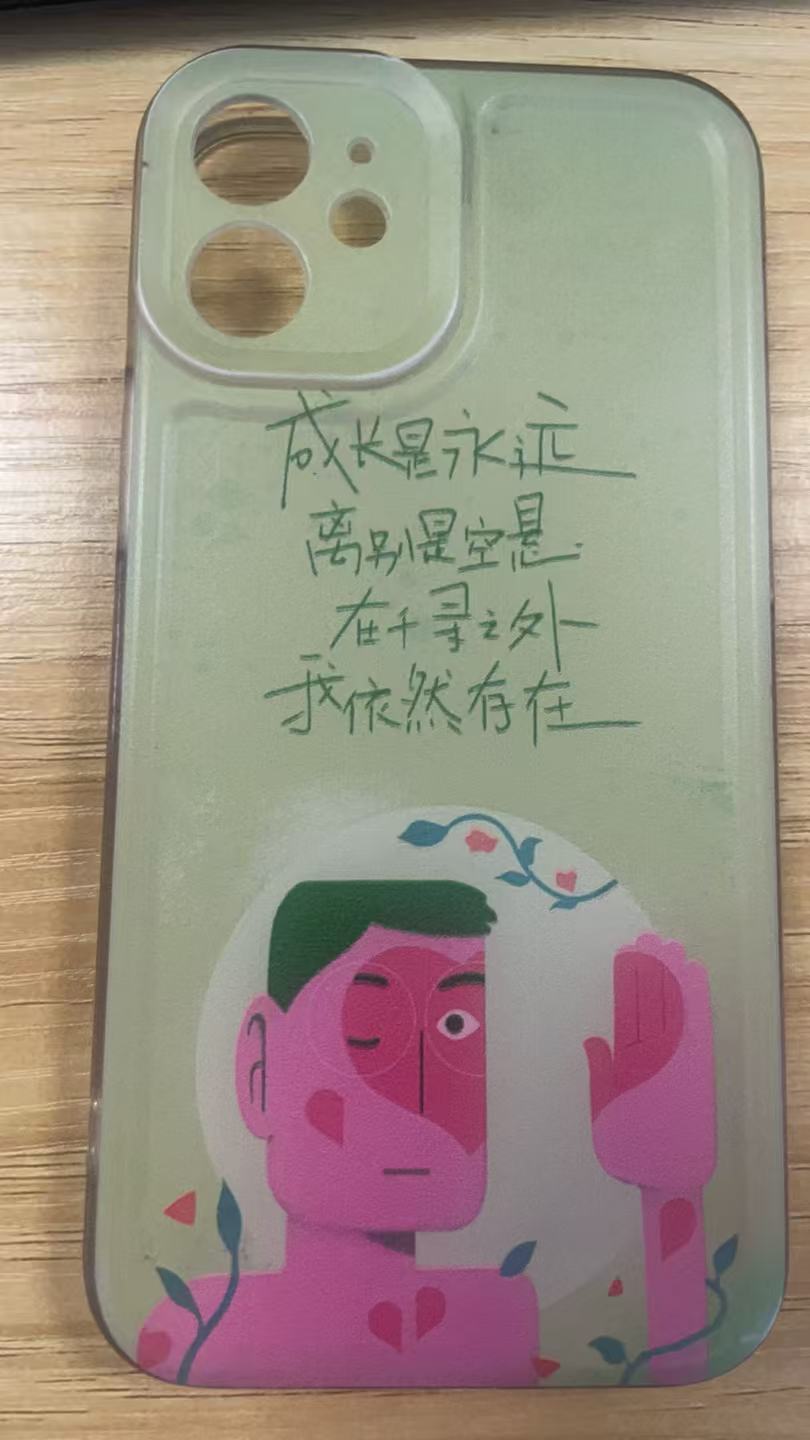 成长是永远
离别是空悬
在千寻之外
我依然存在